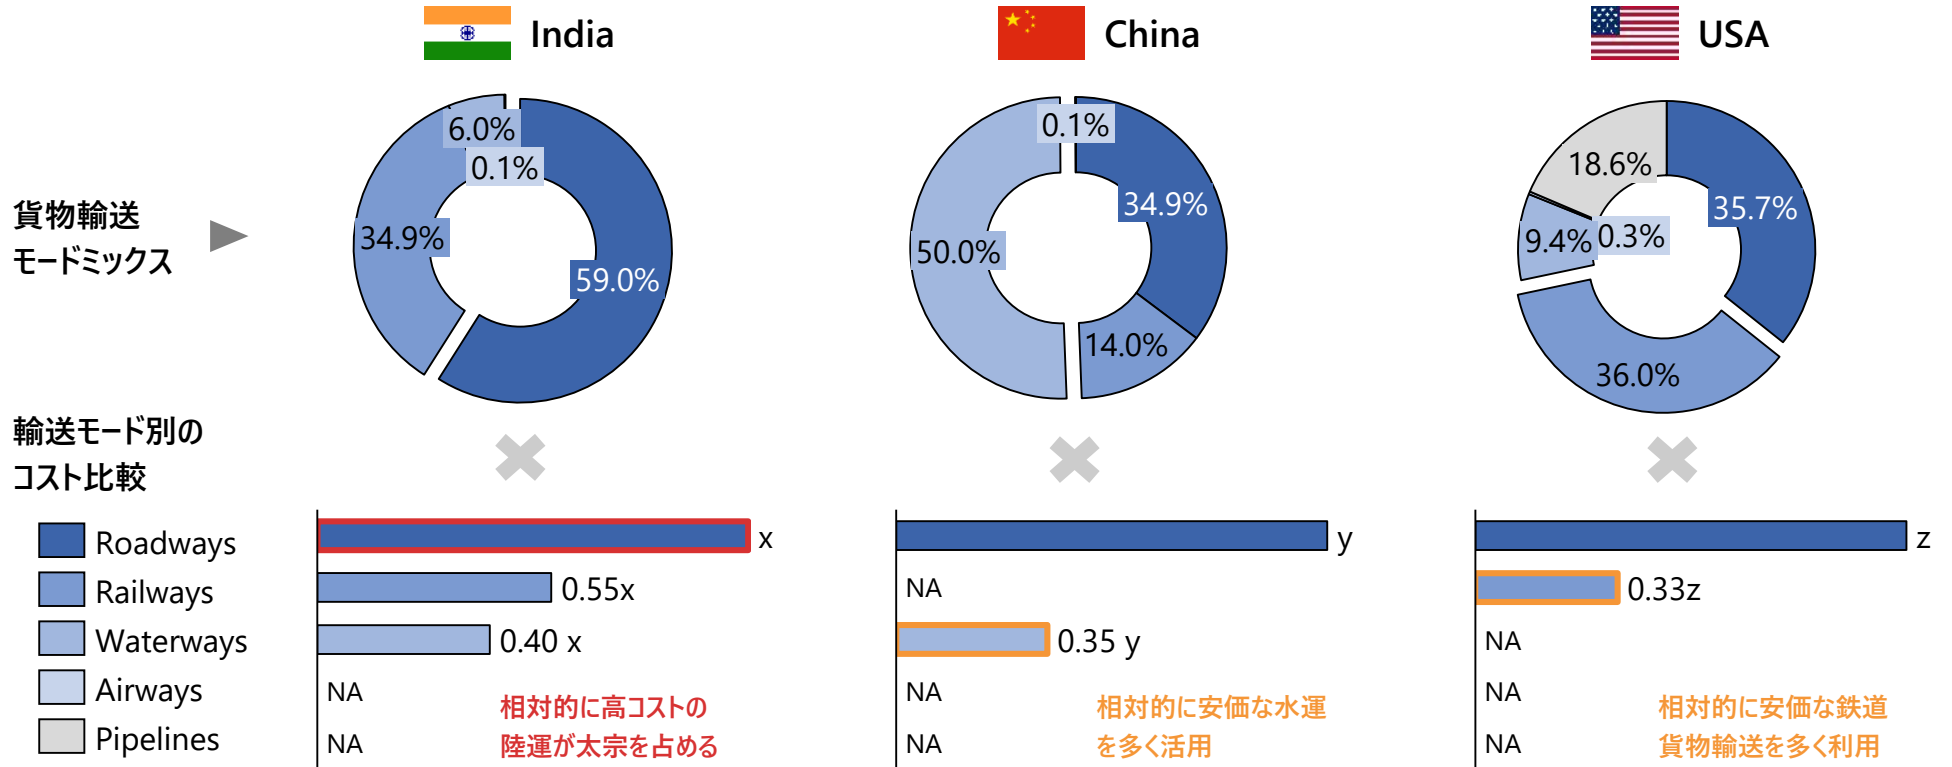 India
China
USA
貨物輸送
モードミックス
6.0%
0.1%
34.9%
59.0%
0.1%
34.9%
50.0%
14.0%
18.6%
35.7%
9.4%
0.3%
36.0%
輸送モード別の
コスト比較
Roadways
Railways
Waterways
Airways
Pipelines
x
0.55x
0.40 x
NA
NA
相対的に高コストの
陸運が太宗を占める
y
NA
0.35 y
NA
NA
相対的に安価な水運
を多く活用
z
0.33z
NA
NA
NA
相対的に安価な鉄道
貨物輸送を多く利用